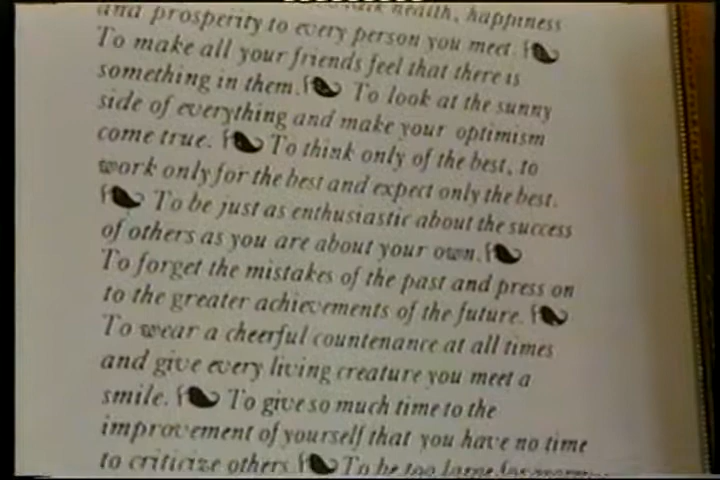 talk health, happiness
and prosperity to every person you meet.
To make all your friends feel that there is
something in them. To look at the sunny
side of everything and make your optimism
come true. To think only of the best, to
work only for the best and expect only the best.
To be just as enthusiastic about the success
of others as you are about your own.
To forget the mistakes of the past and press on
to the greater achievements of the future.
To wear a cheerful countenance at all times
and give every living creature you meet a
smile. To give so much time to the
improvement of yourself that you have no time
to criticize others. To be too large for